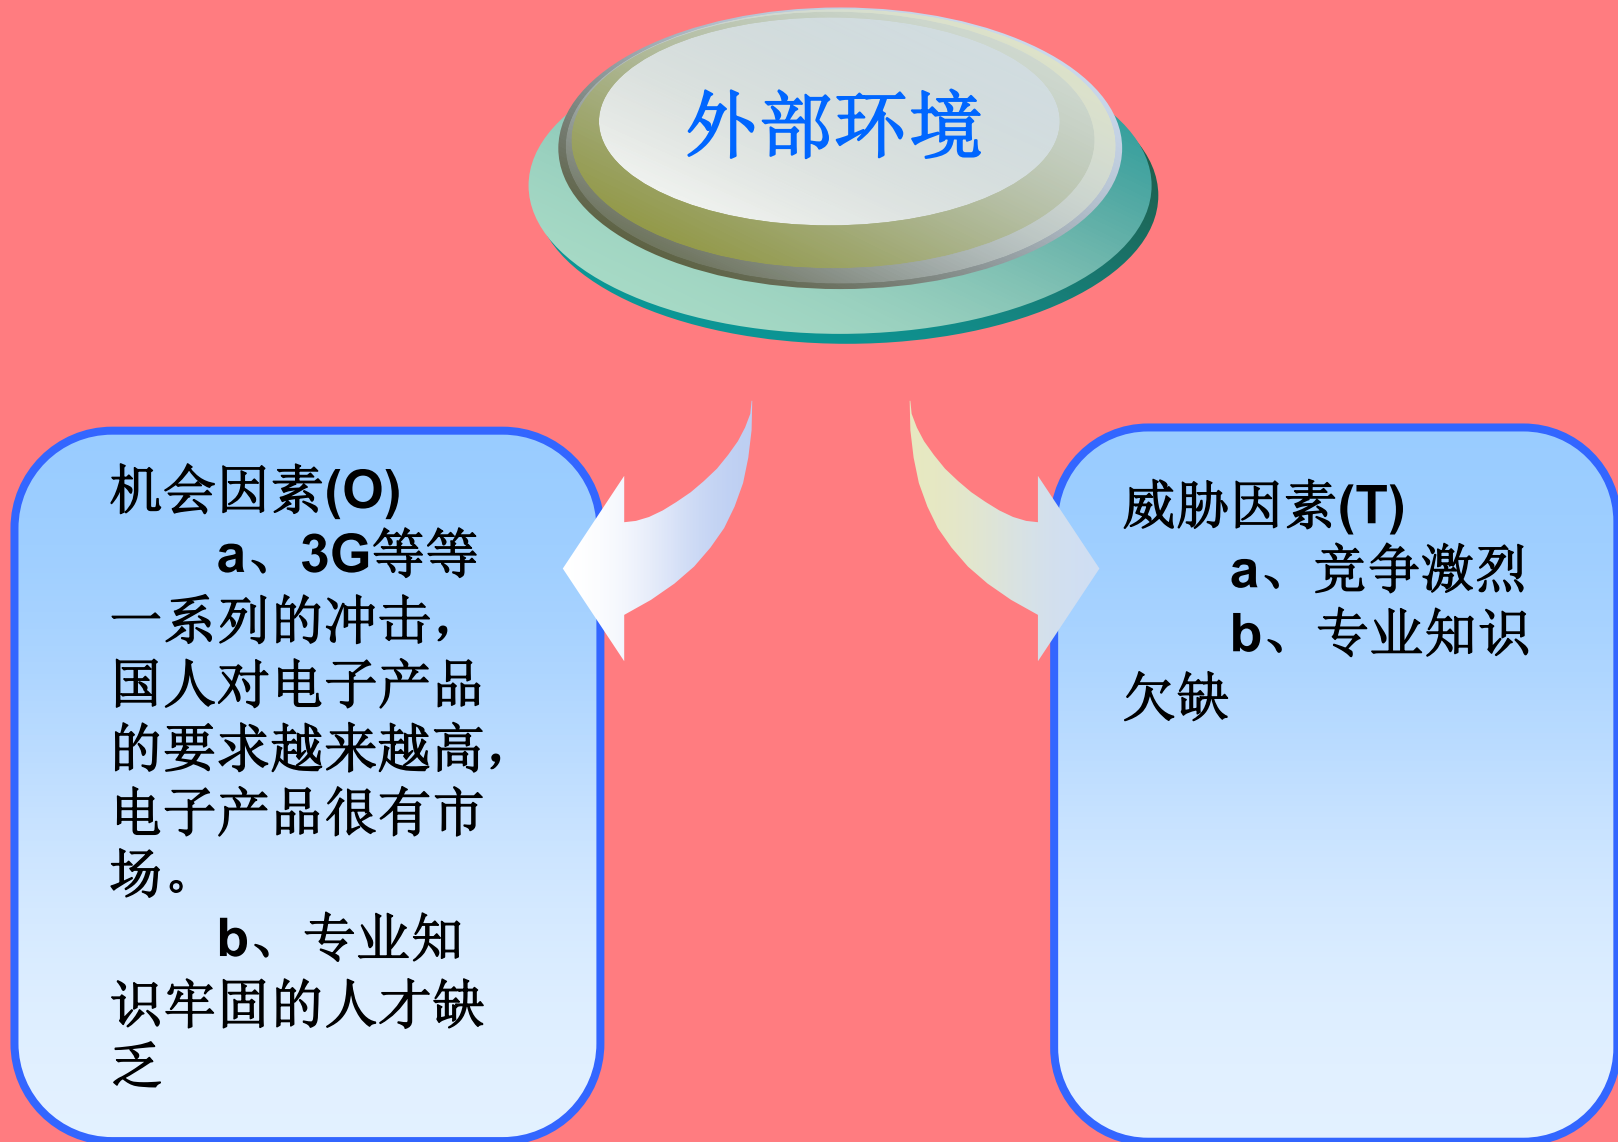 外部环境
机会因素(O)
a、3G等等
一系列的冲击，
国人对电子产品
的要求越来越高，
电子产品很有市
场。
b、专业知
识牢固的人才缺
乏
威胁因素(T)
a、竞争激烈
b、专业知识
欠缺